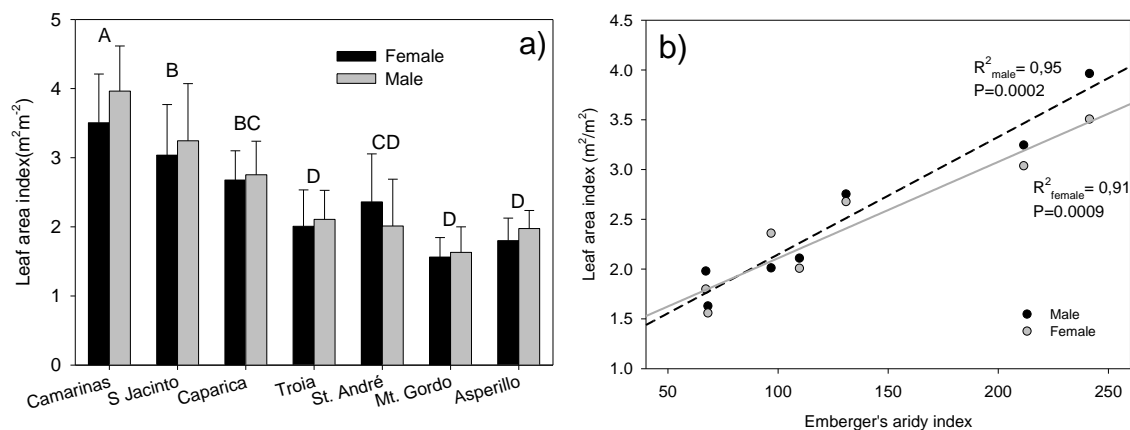 a)
Female
Male
A
B
BC
D
CD
D
D
Leaf area index(m²m⁻²)
5
4
3
2
1
0
Camarinas
S Jacinto
Caparica
Troia
St. André
Mt. Gordo
Asperillo
b)
R²male= 0,95
P=0.0002
R²female= 0,91
P=0.0009
Male
Female
Leaf area index (m²/m²)
4.0
3.5
3.0
2.5
2.0
1.5
1.0
50
100
150
200
250
Emberger's aridy index